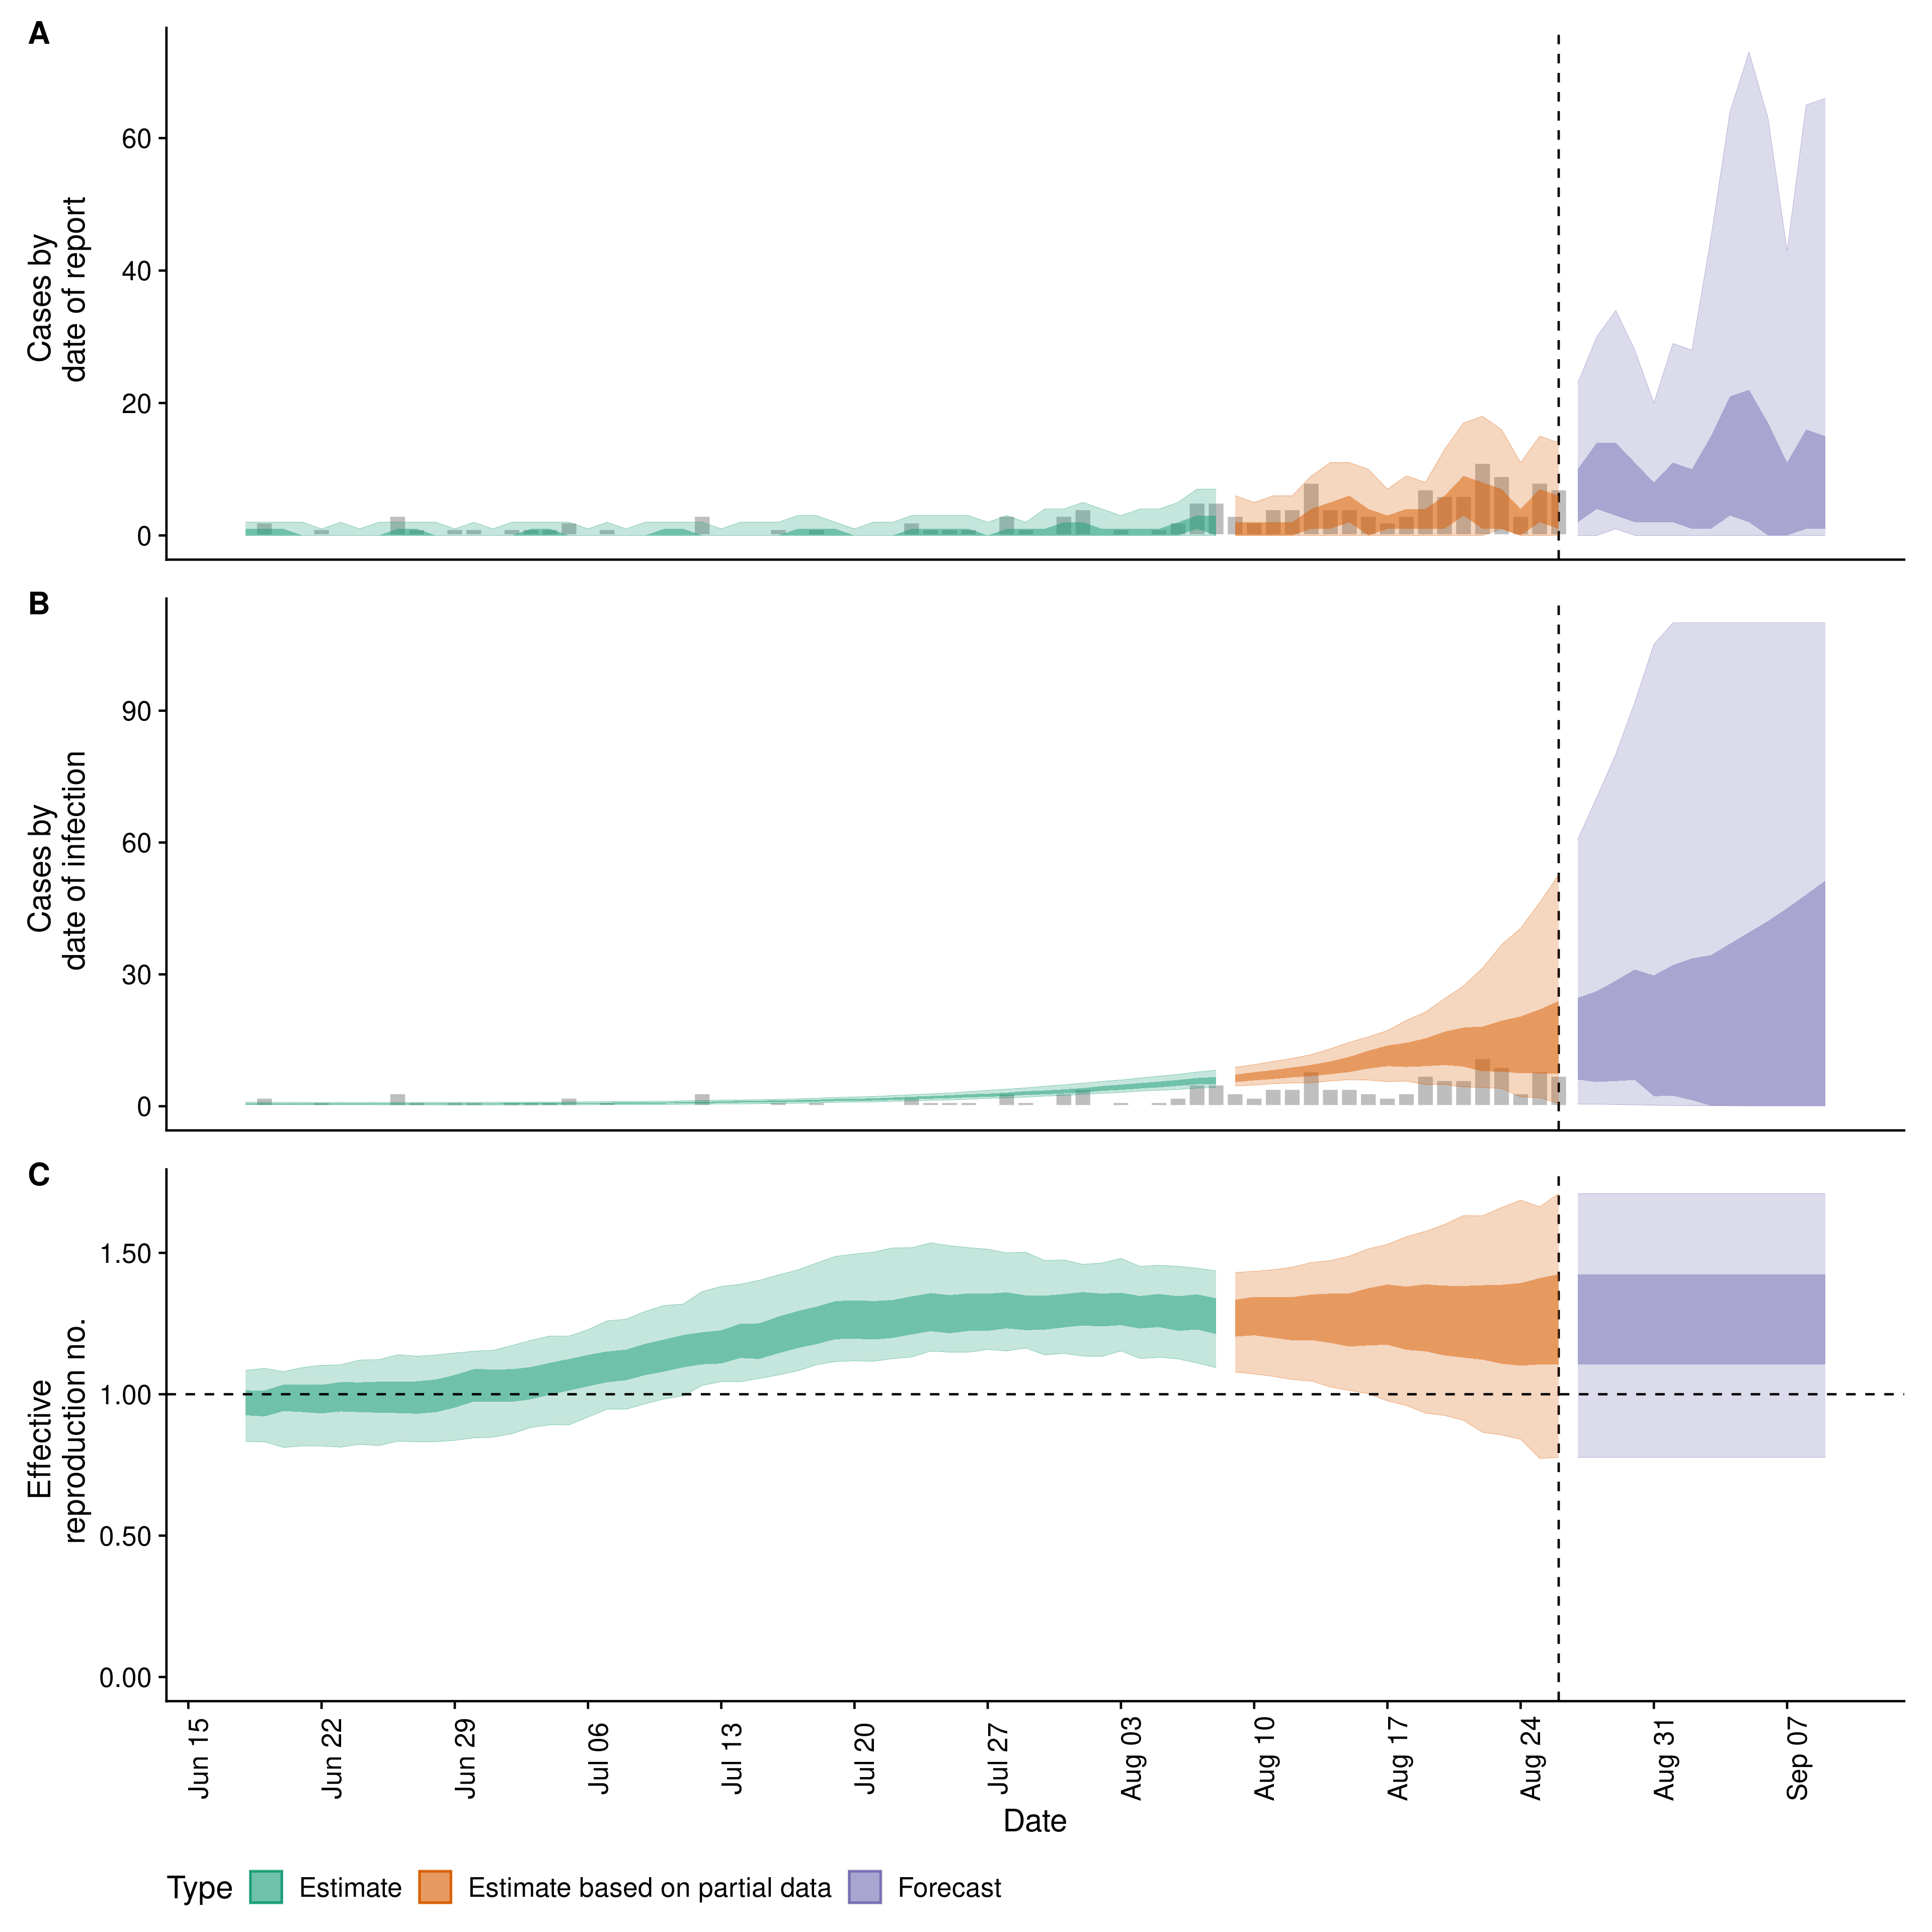 A
Cases by
date of report
60
40
20
0
B
Cases by
date of infection
90
60
30
0
C
Effective
reproduction no.
1.50
1.00
0.50
0.00
Jun 15
Jun 22
Jun 29
Jul 06
Jul 13
Jul 20
Jul 27
Aug 03
Aug 10
Aug 17
Aug 24
Aug 31
Sep 07
Date
Type Estimate Estimate based on partial data Forecast